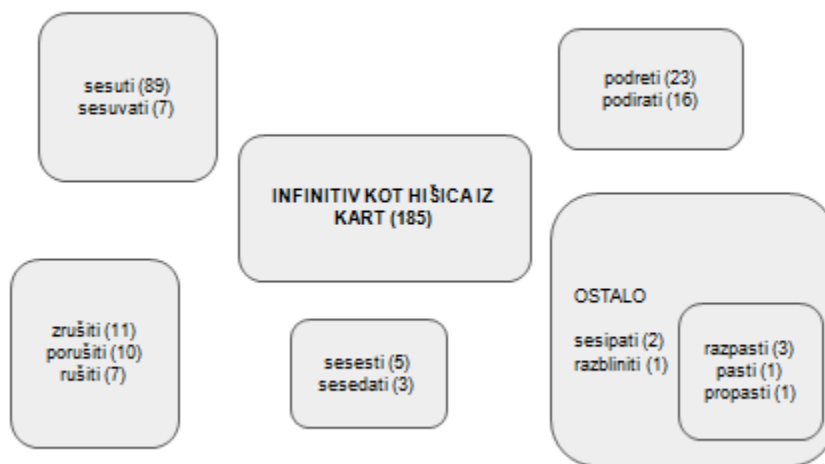 sesuti (89)
sesuvati (7)
podreti (23)
podirati (16)
INFINITIV KOT HIŠICA IZ
KART (185)
zrušiti (11)
porušiti (10)
rušiti (7)
sesesti (5)
sesedati (3)
OSTALO
sesipati (2)
razbliniti (1)
razpasti (3)
pasti (1)
propasti (1)